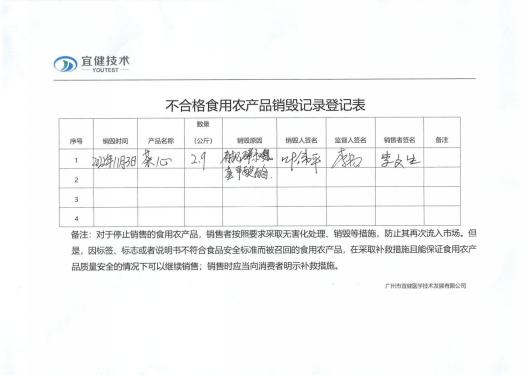 宜健技术
YOUTEST
不合格食用农产品销毁记录登记表
序号 销毁时间 产品名称 数量(公斤) 销毁原因 销毁人签名 监督人签名 销售者签名 备注
1 2022年11月3日 菜心 2.9
2
3
4
备注：对于停止销售的食用农产品，销售者按照要求采取无害化处理、销毁等措施，防止其再次流入市场。但
是，因标签、标志或者说明书不符合食品安全标准而被召回的食用农产品，在采取补救措施且能保证食用农产
品质量安全的情况下可以继续销售；销售时应当向消费者明示补救措施。
广州市宜健医学技术发展有限公司